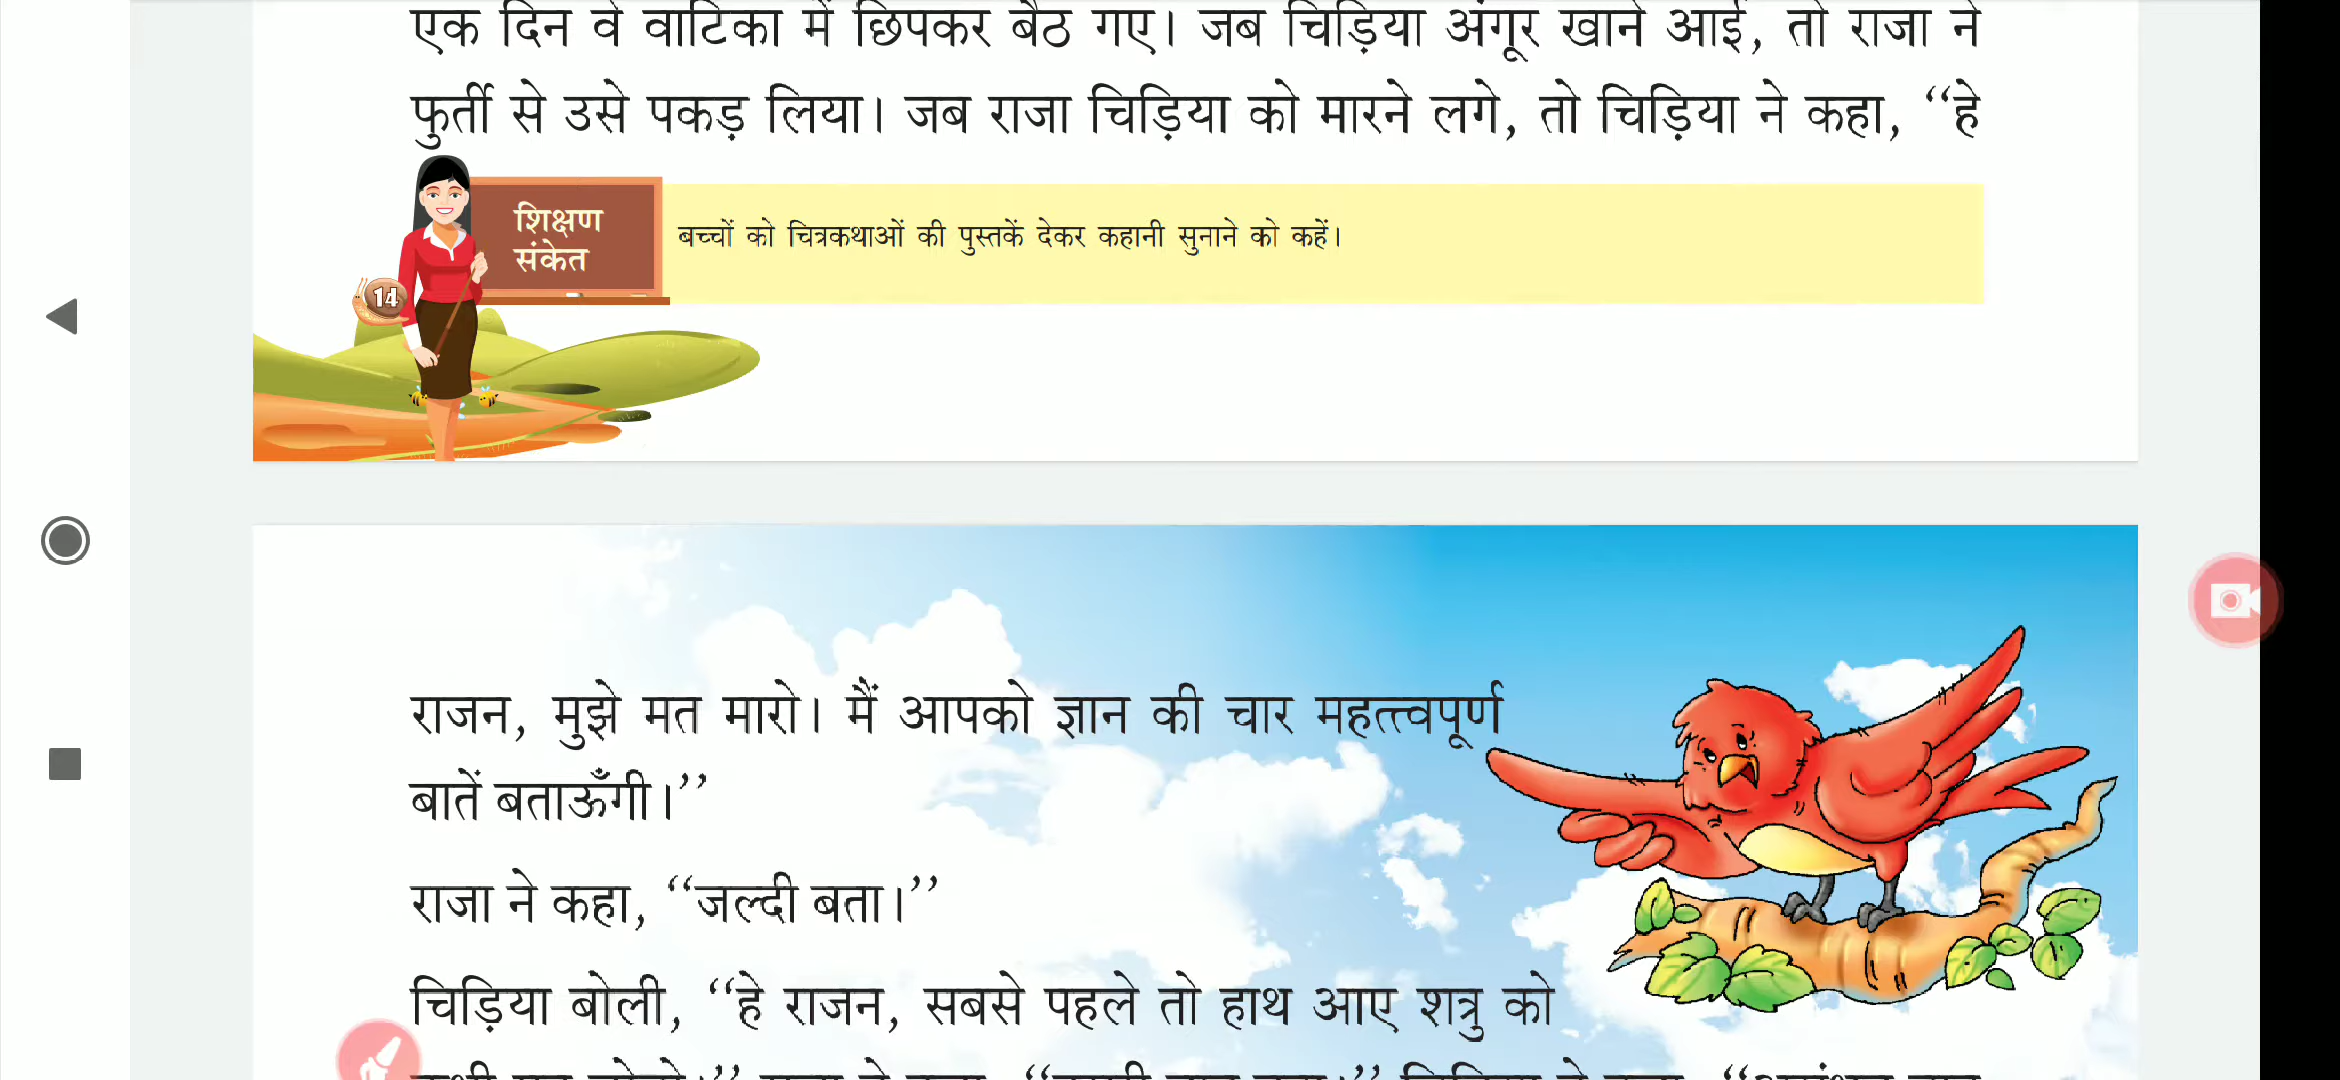 एक दिन वे वाटिका में छिपकर बैठ गए। जब चिड़िया अंगूर खाने आई, तो राजा ने
फुर्ती से उसे पकड़ लिया। जब राजा चिड़िया को मारने लगे, तो चिड़िया ने कहा, ‘‘हे
शिक्षण
संकेत
बच्चों को चित्रकथाओं की पुस्तकें देकर कहानी सुनाने को कहें।
14
राजन, मुझे मत मारो। मैं आपको ज्ञान की चार महत्त्वपूर्ण
बातें बताऊँगी।’’
राजा ने कहा, ‘‘जल्दी बता।’’
चिड़िया बोली, ‘‘हे राजन, सबसे पहले तो हाथ आए शत्रु को